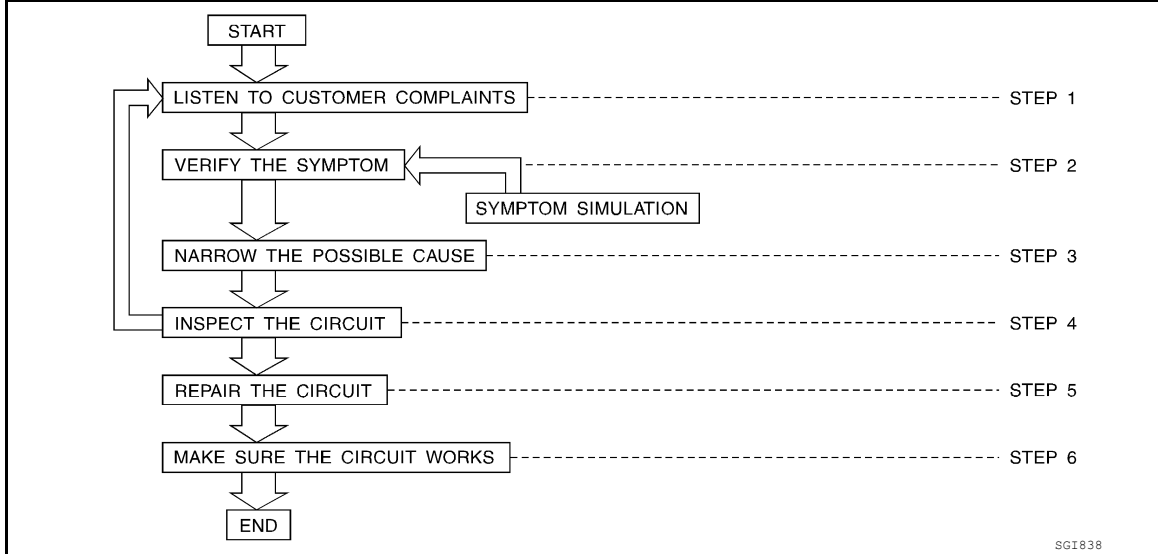 START
LISTEN TO CUSTOMER COMPLAINTS STEP 1
VERIFY THE SYMPTOM STEP 2
SYMPTOM SIMULATION
NARROW THE POSSIBLE CAUSE STEP 3
INSPECT THE CIRCUIT STEP 4
REPAIR THE CIRCUIT STEP 5
MAKE SURE THE CIRCUIT WORKS STEP 6
END
SGI838